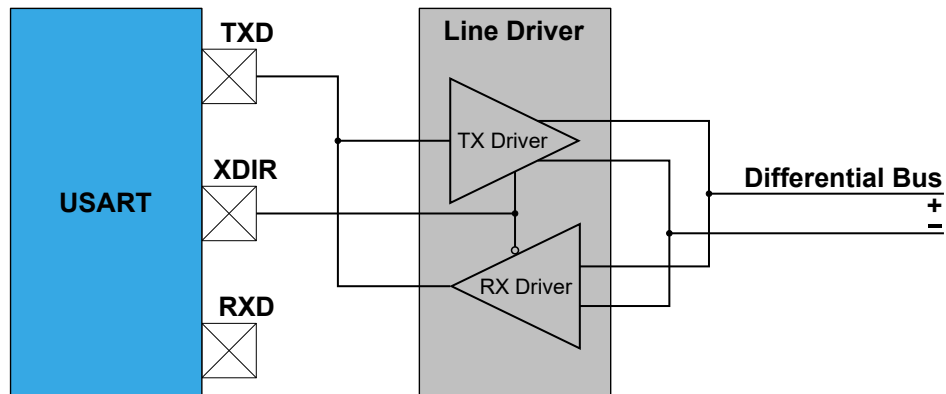 TXD
Line Driver
TX Driver
XDIR
USART
Differential Bus
+
−
RX Driver
RXD